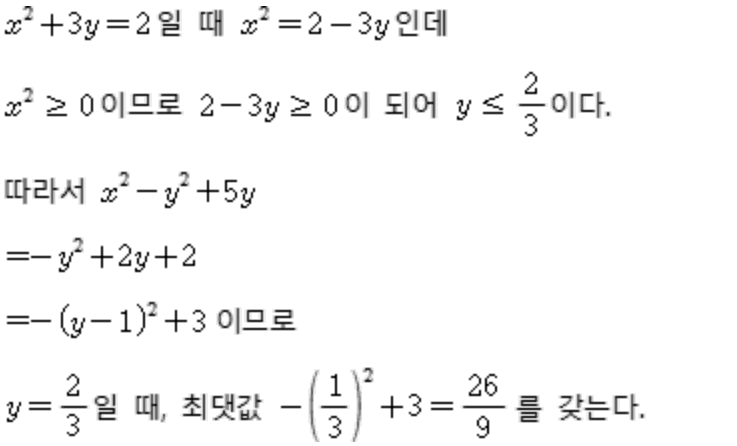 x² + 3y = 2일 때 x² = 2 − 3y인데
x² ≥ 0이므로 2 − 3y ≥ 0이 되어 y ≤ 2/3이다.
따라서 x² − y² + 5y
= −y² + 2y + 2
= −(y − 1)² + 3 이므로
y = 2/3일 때, 최댓값 −(1/3)² + 3 = 26/9 를 갖는다.